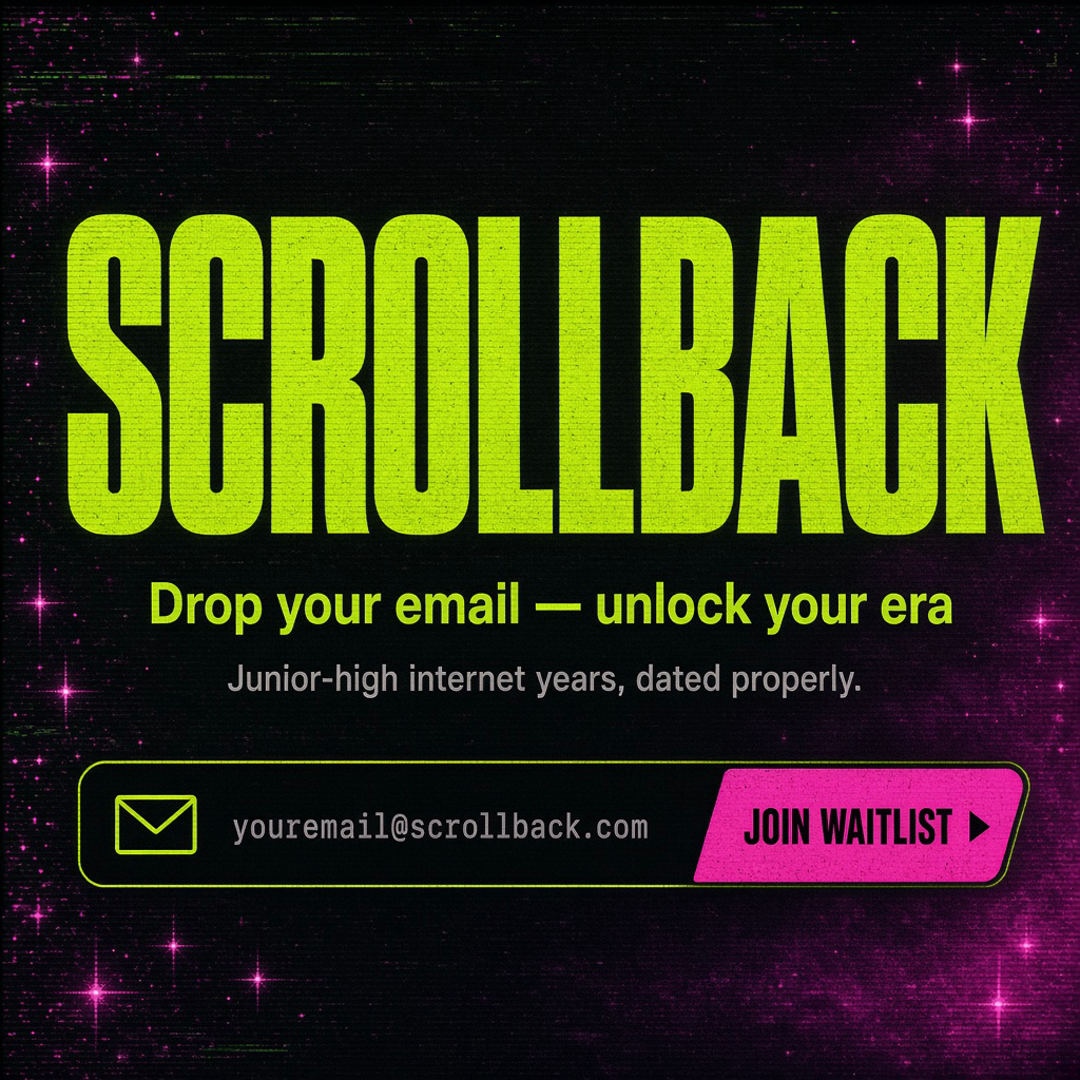 SCROLLBACK
Drop your email — unlock your era
Junior-high internet years, dated properly.
youremail@scrollback.com
JOIN WAITLIST